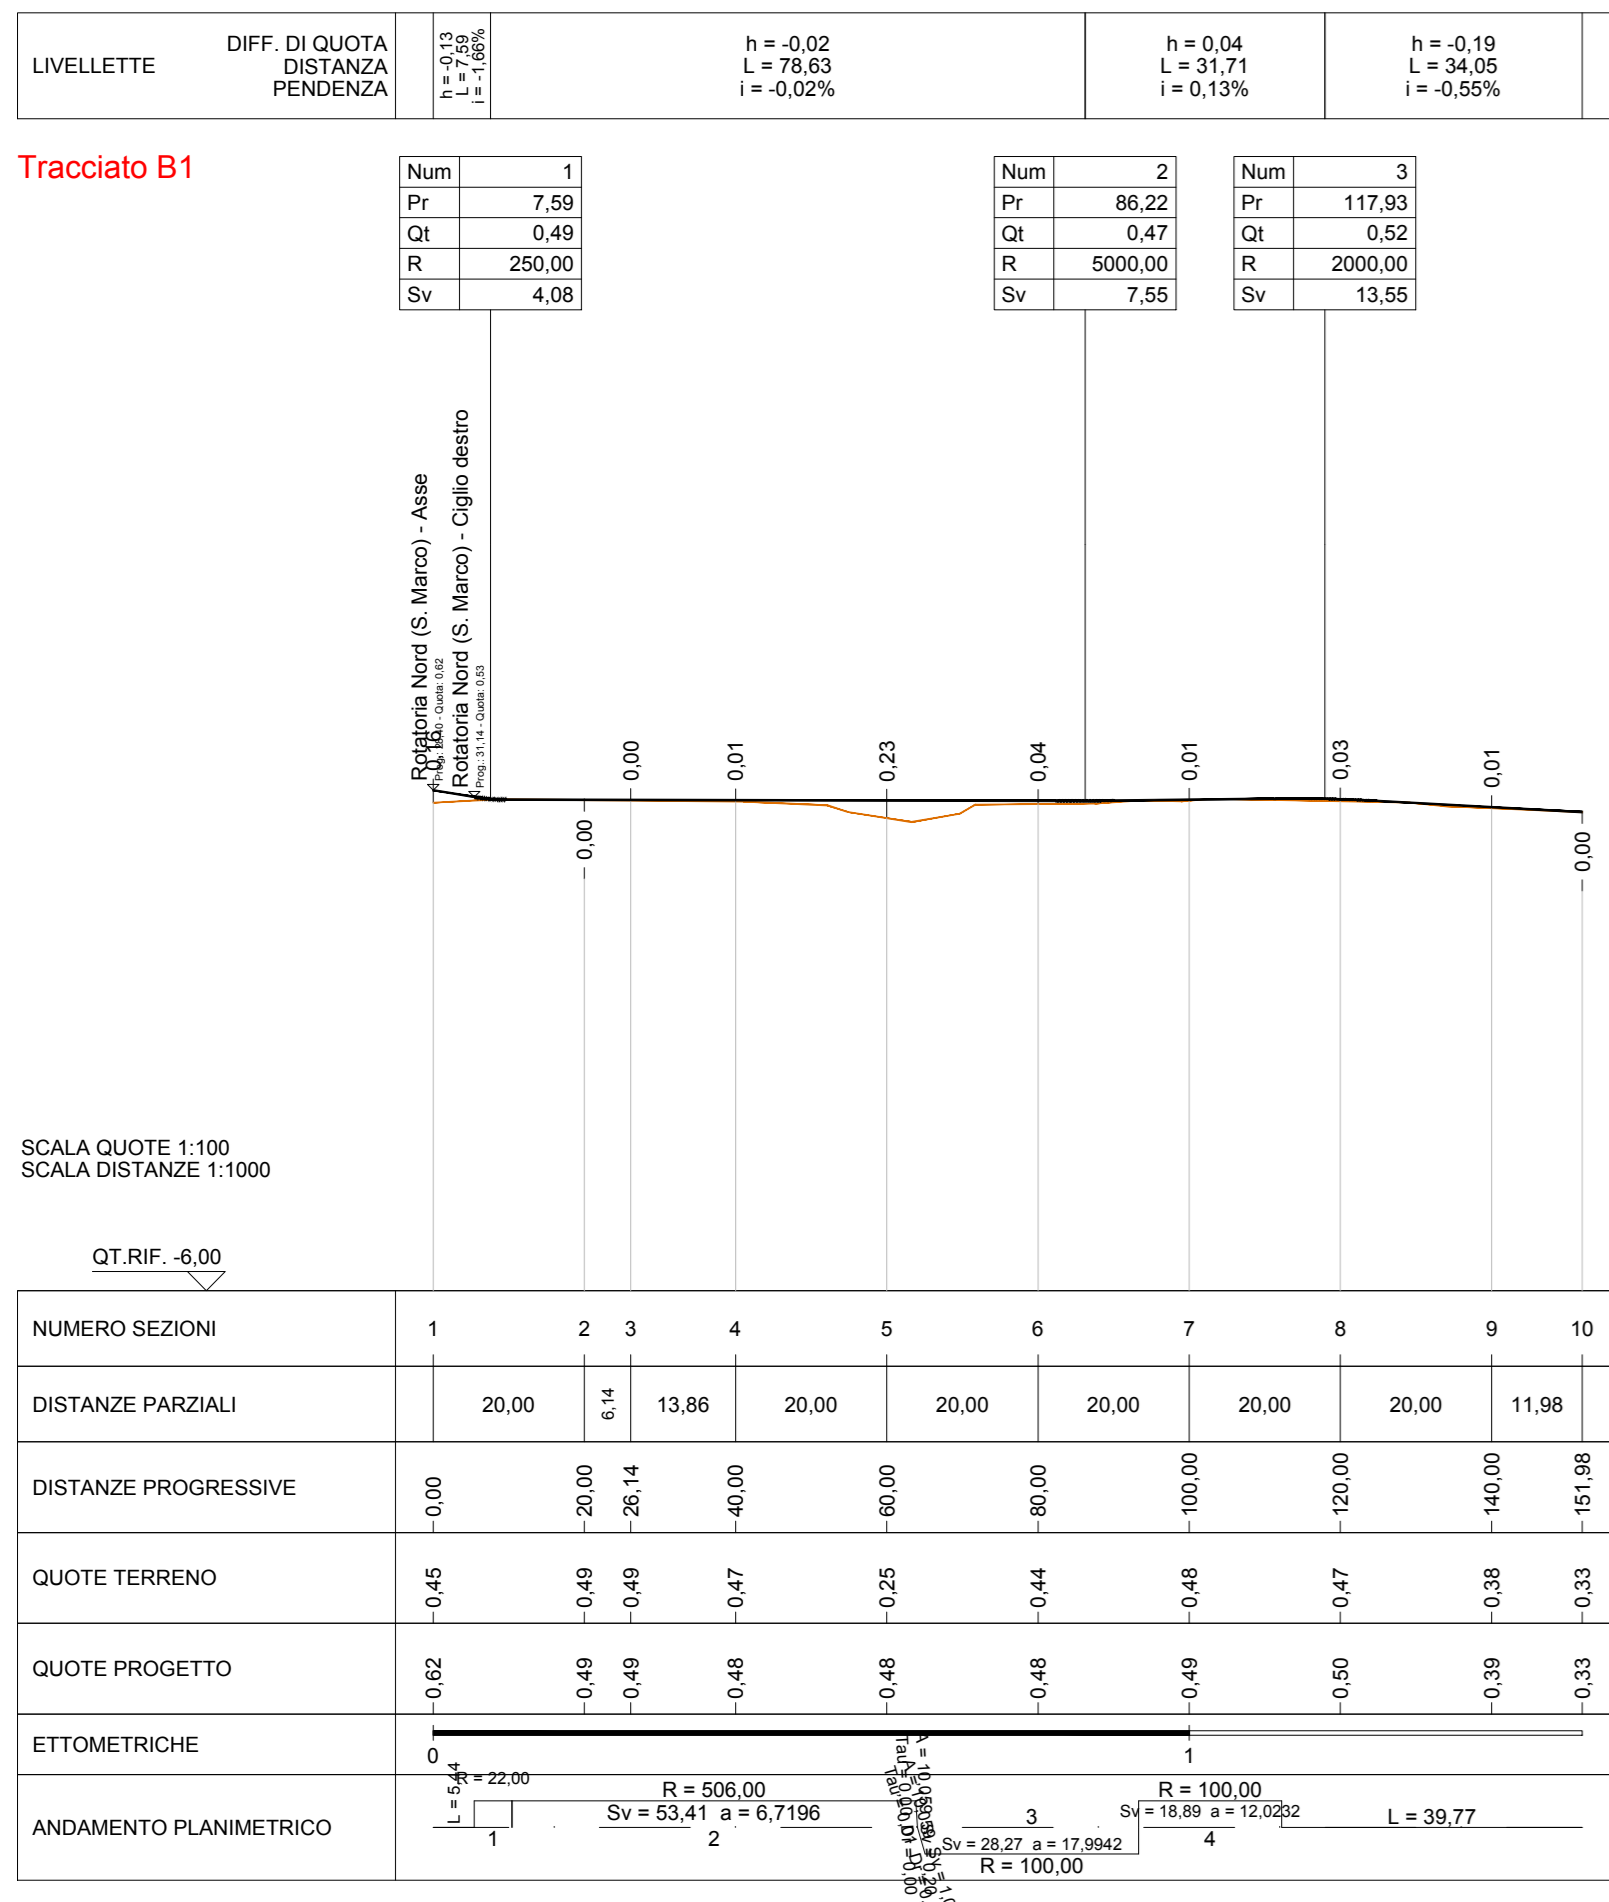 LIVELLETTE
DIFF. DI QUOTA
DISTANZA
PENDENZA
h = -0,13
L = 7,59
i = -1,66%
h = -0,02
L = 78,63
i = -0,02%
h = 0,04
L = 31,71
i = 0,13%
h = -0,19
L = 34,05
i = -0,55%
Tracciato B1
Num 1
Pr 7,59
Qt 0,49
R 250,00
Sv 4,08
Num 2
Pr 86,22
Qt 0,47
R 5000,00
Sv 7,55
Num 3
Pr 117,93
Qt 0,52
R 2000,00
Sv 13,55
Rotatoria Nord (S. Marco) - Asse
Quota: 0,62
Rotatoria Nord (S. Marco) - Ciglio destro
Prog.: 31,14 - Quota: 0,53
0,16 0,00 0,01 0,23 0,04 0,01 0,03 0,01
0,00 0,00
SCALA QUOTE 1:100
SCALA DISTANZE 1:1000
QT.RIF. -6,00
NUMERO SEZIONI 1 2 3 4 5 6 7 8 9 10
DISTANZE PARZIALI 20,00 6,14 13,86 20,00 20,00 20,00 20,00 20,00 11,98
DISTANZE PROGRESSIVE 0,00 20,00 26,14 40,00 60,00 80,00 100,00 120,00 140,00 151,98
QUOTE TERRENO 0,45 0,49 0,49 0,47 0,25 0,44 0,48 0,47 0,38 0,33
QUOTE PROGETTO 0,62 0,49 0,49 0,48 0,48 0,48 0,49 0,50 0,39 0,33
ETTOMETRICHE 0 1
ANDAMENTO PLANIMETRICO
L = 5,44
R = 22,00
1
R = 506,00
Sv = 53,41 a = 6,7196
2
3
Sv = 28,27 a = 17,9942
R = 100,00
R = 100,00
Sv = 18,89 a = 12,0232
4
L = 39,77